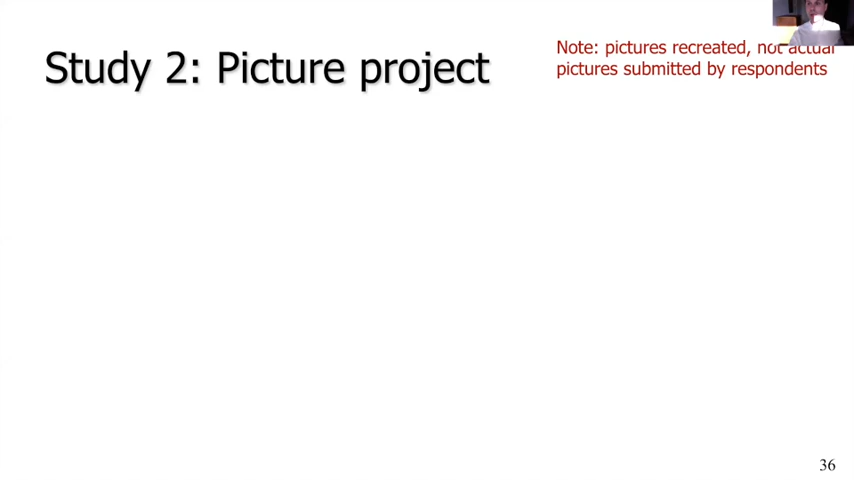 Study 2: Picture project
Note: pictures recreated, not actual
pictures submitted by respondents
36